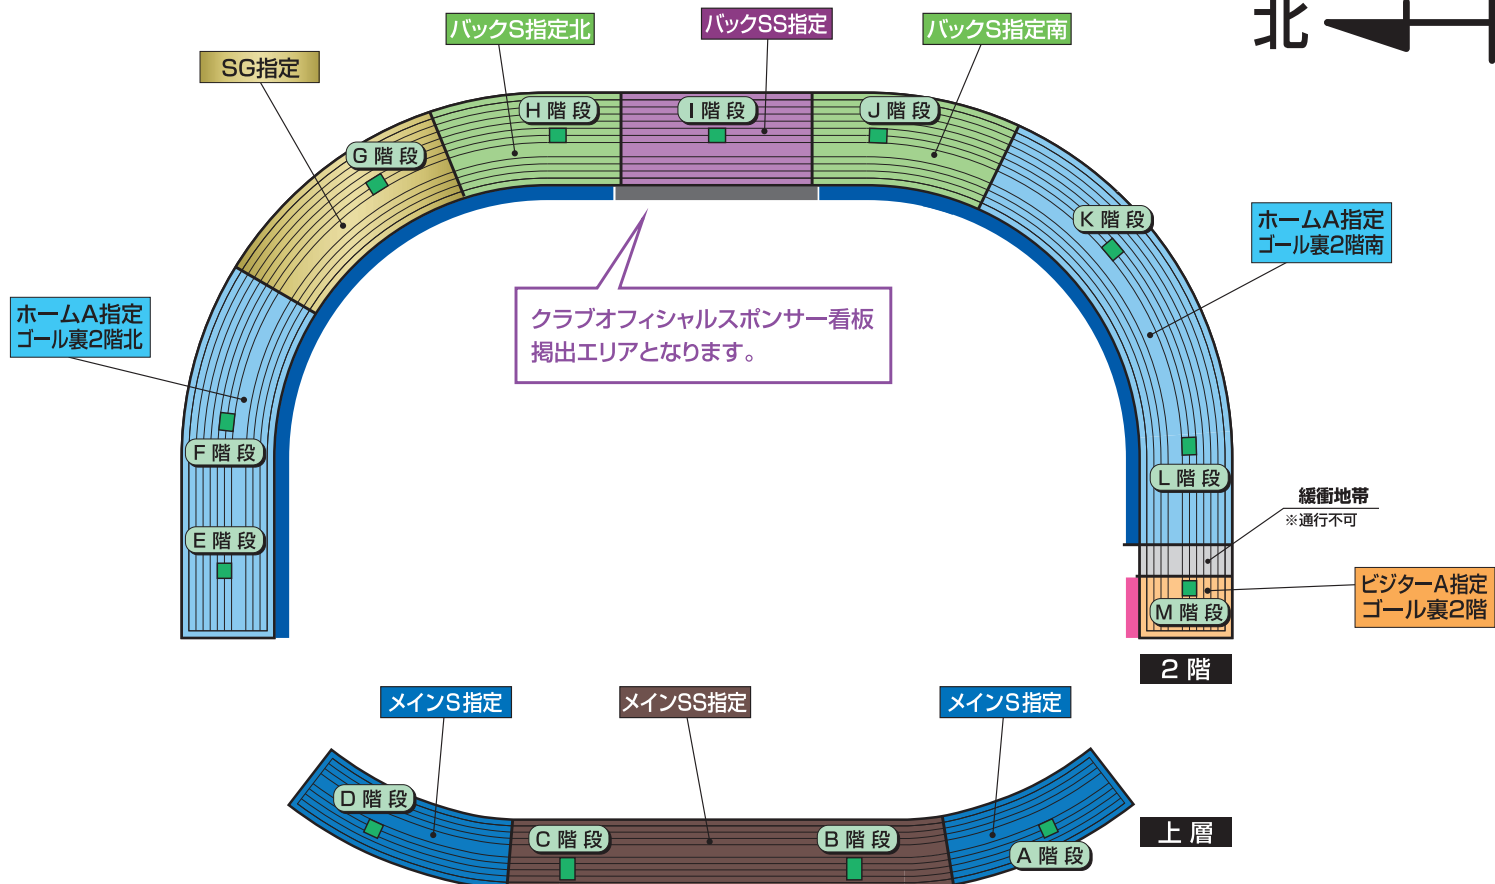 北
バックS指定北
バックSS指定
バックS指定南
SG指定
H 階 段
I 階 段
J 階 段
G 階 段
K 階 段
ホームA指定
ゴール裏2階南
ホームA指定
ゴール裏2階北
クラブオフィシャルスポンサー看板
掲出エリアとなります。
F 階 段
L 階 段
緩衝地帯
※通行不可
E 階 段
ビジターA指定
ゴール裏2階
M 階 段
2 階
メインS指定
メインSS指定
メインS指定
D 階 段
C 階 段
B 階 段
A 階 段
上 層